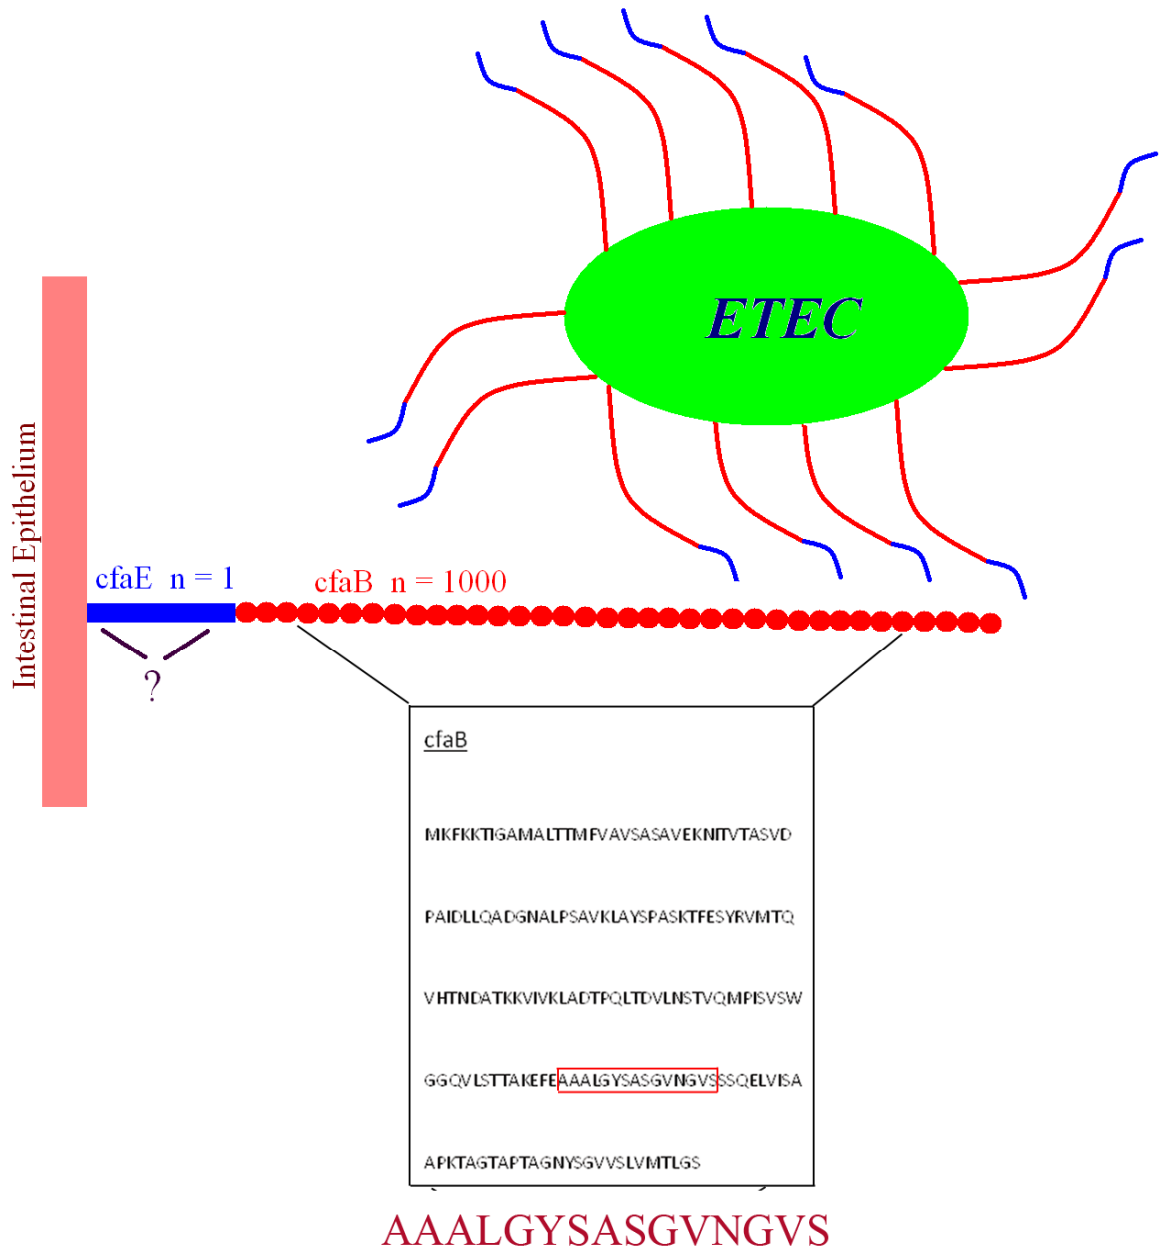 ETEC
Intestinal Epithelium
cfaE n = 1
cfaB n = 1000
?
cfaB
MKFKKTIGAMALTTMFVAVSASAVEKNITVTASVD
PAIDLLQADGNALPSAVKLAYSPASKTFESYRVMTQ
VHTNDATKKVIVKLADTPQLTDVLNSTVQMPISVSW
GGQVLSTTAKEFEAAALGYSASGVNGVSSSQELVISA
APKTAGTAPTAGNYSGVVSLVMTLGS
AAALGYSASGVNGVS